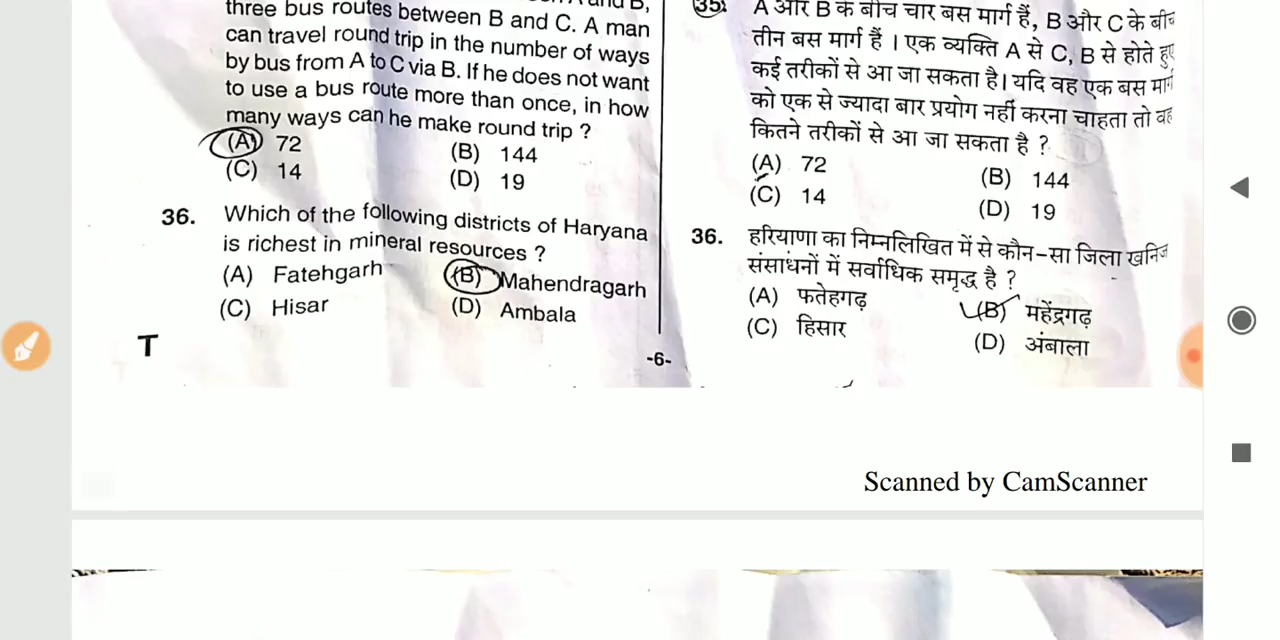 three bus routes between B and C. A man
can travel round trip in the number of ways
by bus from A to C via B. If he does not want
to use a bus route more than once, in how
many ways can he make round trip ?
(A) 72
(B) 144
(C) 14
(D) 19
36. Which of the following districts of Haryana
is richest in mineral resources ?
(A) Fatehgarh
(B) Mahendragarh
(C) Hisar
(D) Ambala
T
-6-
35. A और B के बीच चार बस मार्ग हैं, B और C के बीच
तीन बस मार्ग हैं । एक व्यक्ति A से C, B से होते हुए
कई तरीकों से आ जा सकता है। यदि वह एक बस मार्ग
को एक से ज्यादा बार प्रयोग नहीं करना चाहता तो वह
कितने तरीकों से आ जा सकता है ?
(A) 72
(B) 144
(C) 14
(D) 19
36. हरियाणा का निम्नलिखित में से कौन-सा जिला खनिज
संसाधनों में सर्वाधिक समृद्ध है ?
(A) फतेहगढ़
(B) महेंद्रगढ़
(C) हिसार
(D) अंबाला
Scanned by CamScanner